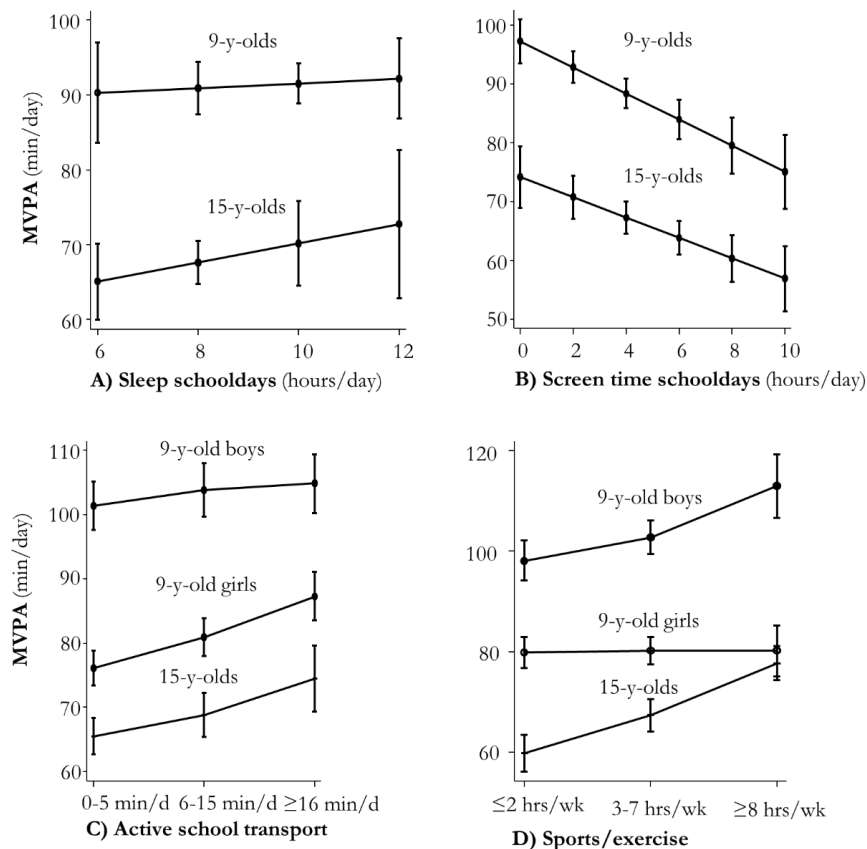 100
90
80
70
60
MVPA (min/day)
9-y-olds
15-y-olds
6
8
10
12
A) Sleep schooldays (hours/day)
100
90
80
70
60
50
9-y-olds
15-y-olds
0
2
4
6
8
10
B) Screen time schooldays (hours/day)
110
100
90
80
70
60
MVPA (min/day)
9-y-old boys
9-y-old girls
15-y-olds
0-5 min/d
6-15 min/d
≥16 min/d
C) Active school transport
120
100
80
60
9-y-old boys
9-y-old girls
15-y-olds
≤2 hrs/wk
3-7 hrs/wk
≥8 hrs/wk
D) Sports/exercise